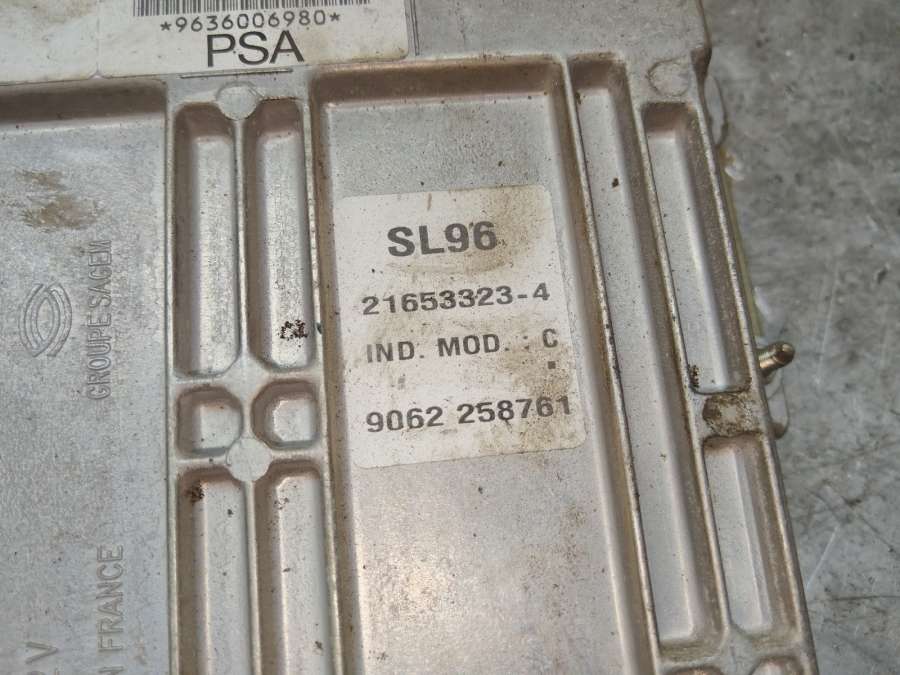 *9636006980*
PSA
SL96
21653323-4
IND. MOD. : C
9062 258761
GROUPE SAGEM
V
N FRANCE